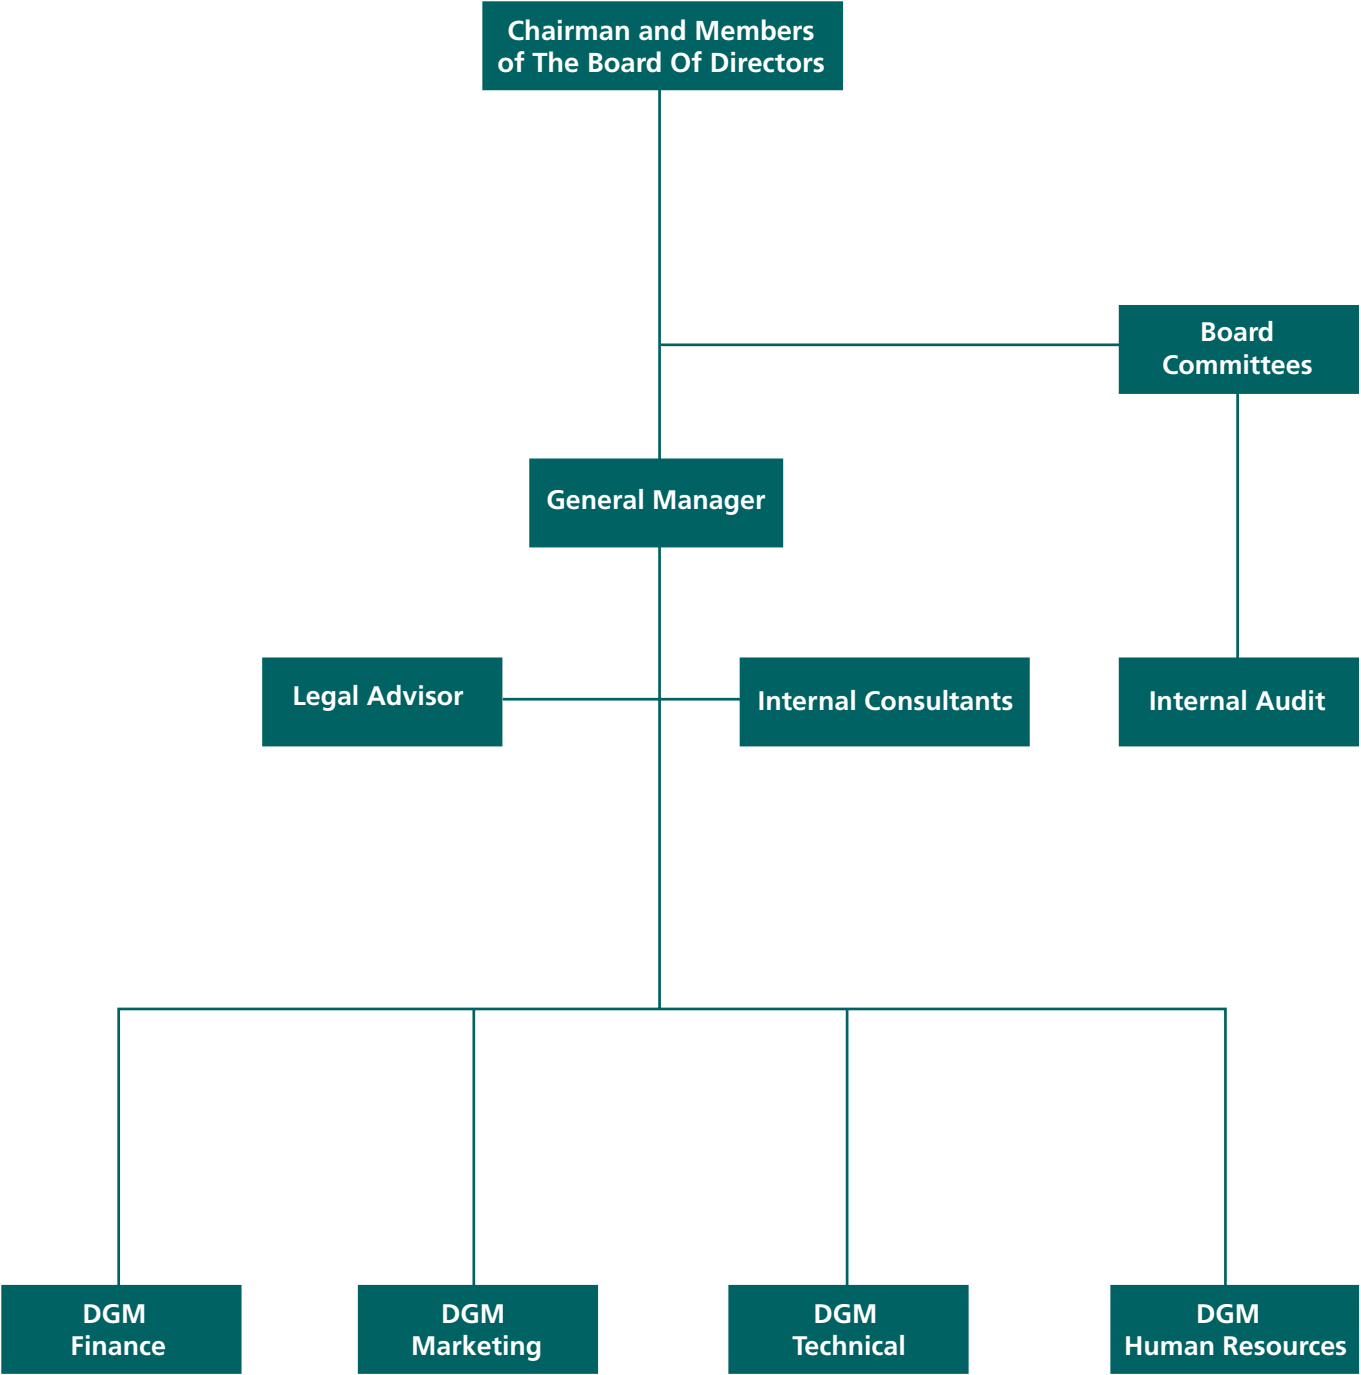 Chairman and Members
of The Board Of Directors
Board
Committees
General Manager
Legal Advisor
Internal Consultants
Internal Audit
DGM
Finance
DGM
Marketing
DGM
Technical
DGM
Human Resources